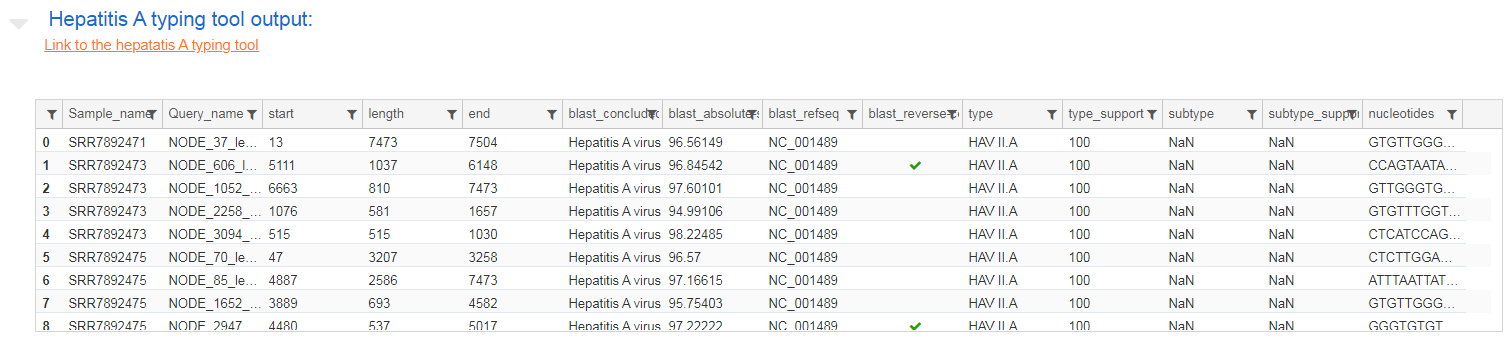 Hepatitis A typing tool output:
Link to the hepatatis A typing tool
Sample_name Query_name start length end blast_conclud blast_absolute blast_refseq blast_reverse type type_support subtype subtype_suppor nucleotides
0 SRR7892471 NODE_37_le... 13 7473 7504 Hepatitis A virus 96.56149 NC_001489 HAV II.A 100 NaN NaN GTGTTGGG...
1 SRR7892473 NODE_606_l... 5111 1037 6148 Hepatitis A virus 96.84542 NC_001489 ✓ HAV II.A 100 NaN NaN CCAGTAATA...
2 SRR7892473 NODE_1052_... 6663 810 7473 Hepatitis A virus 97.60101 NC_001489 HAV II.A 100 NaN NaN GTTGGGTG...
3 SRR7892473 NODE_2258_... 1076 581 1657 Hepatitis A virus 94.99106 NC_001489 HAV II.A 100 NaN NaN GTGTTTGGT...
4 SRR7892473 NODE_3094_... 515 515 1030 Hepatitis A virus 98.22485 NC_001489 HAV II.A 100 NaN NaN CTCATCCAG...
5 SRR7892475 NODE_70_le... 47 3207 3258 Hepatitis A virus 96.57 NC_001489 HAV II.A 100 NaN NaN CTCTTGGA...
6 SRR7892475 NODE_85_le... 4887 2586 7473 Hepatitis A virus 97.16615 NC_001489 HAV II.A 100 NaN NaN ATTTAATTAT...
7 SRR7892475 NODE_1652_... 3889 693 4582 Hepatitis A virus 95.75403 NC_001489 HAV II.A 100 NaN NaN GTGTTGGG...
8 SRR7892475 NODE_2947_ 4480 537 5017 Hepatitis A virus 97.22222 NC_001489 ✓ HAV II.A 100 NaN NaN GGGTGTGT